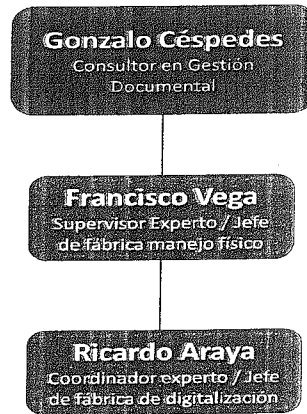 Gonzalo Céspedes
Consultor en Gestión
Documental
Francisco Vega
Supervisor Experto / Jefe
de fábrica manejo físico
Ricardo Araya
Coordinador experto / Jefe
de fábrica de digitalización